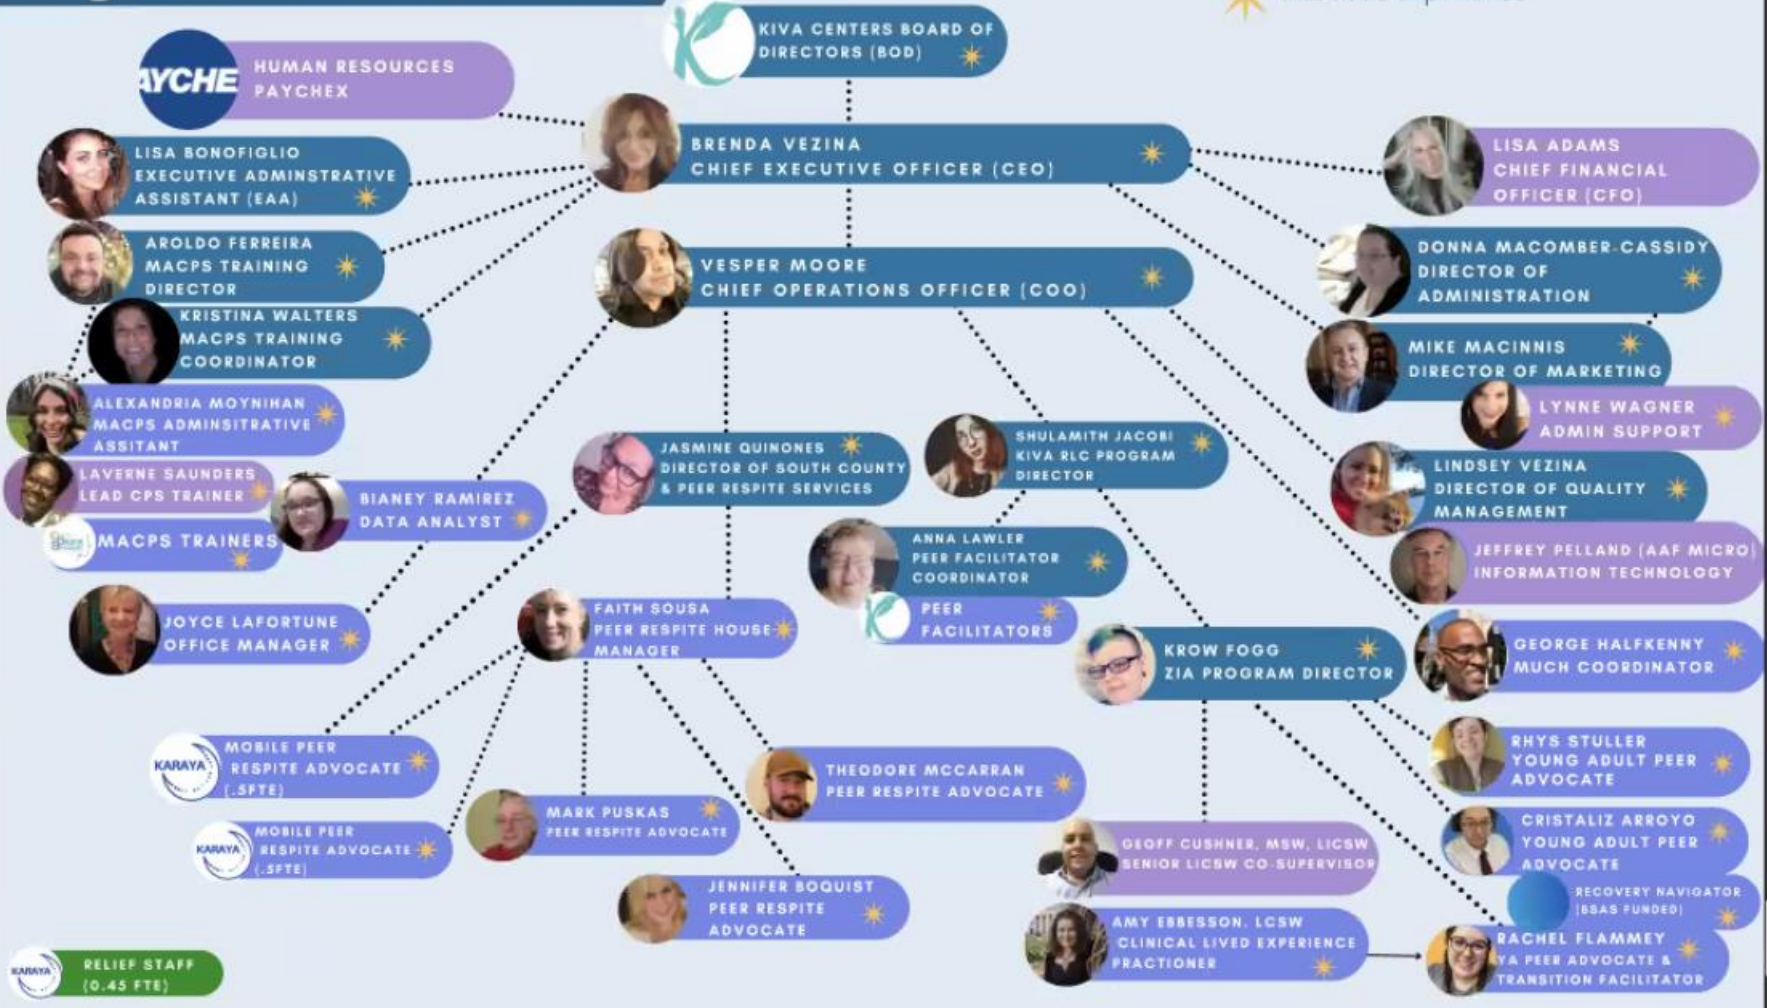 KIVA CENTERS BOARD OF
DIRECTORS (BOD)
AYCHE
HUMAN RESOURCES
PAYCHEX
BRENDA VEZINA
CHIEF EXECUTIVE OFFICER (CEO)
LISA ADAMS
CHIEF FINANCIAL
OFFICER (CFO)
LISA BONOFIGLIO
EXECUTIVE ADMINSTRATIVE
ASSISTANT (EAA)
AROLDO FERREIRA
MACPS TRAINING
DIRECTOR
VESPER MOORE
CHIEF OPERATIONS OFFICER (COO)
DONNA MACOMBER-CASSIDY
DIRECTOR OF
ADMINISTRATION
KRISTINA WALTERS
MACPS TRAINING
COORDINATOR
MIKE MACINNIS
DIRECTOR OF MARKETING
ALEXANDRIA MOYNIHAN
MACPS ADMINSITRATIVE
ASSITANT
LYNNE WAGNER
ADMIN SUPPORT
LAVERNE SAUNDERS
LEAD CPS TRAINER
BIANEY RAMIREZ
DATA ANALYST
JASMINE QUINONES
DIRECTOR OF SOUTH COUNTY
& PEER RESPITE SERVICES
SHULAMITH JACOBI
KIVA RLC PROGRAM
DIRECTOR
LINDSEY VEZINA
DIRECTOR OF QUALITY
MANAGEMENT
MACPS TRAINERS
ANNA LAWLER
PEER FACILITATOR
COORDINATOR
JEFFREY PELLAND (AAF MICRO)
INFORMATION TECHNOLOGY
JOYCE LAFORTUNE
OFFICE MANAGER
FAITH SOUSA
PEER RESPITE HOUSE
MANAGER
PEER
FACILITATORS
KROW FOGG
ZIA PROGRAM DIRECTOR
GEORGE HALFKENNY
MUCH COORDINATOR
KARAYA
MOBILE PEER
RESPITE ADVOCATE
(.5FTE)
THEODORE MCCARRAN
PEER RESPITE ADVOCATE
RHYS STULLER
YOUNG ADULT PEER
ADVOCATE
KARAYA
MOBILE PEER
RESPITE ADVOCATE
(.5FTE)
MARK PUSKAS
PEER RESPITE ADVOCATE
GEOFF CUSHNER, MSW, LICSW
SENIOR LICSW CO-SUPERVISOR
CRISTALIZ ARROYO
YOUNG ADULT PEER
ADVOCATE
JENNIFER BOQUIST
PEER RESPITE
ADVOCATE
RECOVERY NAVIGATOR
(BSAS FUNDED)
AMY EBBESSON. LCSW
CLINICAL LIVED EXPERIENCE
PRACTIONER
RACHEL FLAMMEY
YA PEER ADVOCATE &
TRANSITION FACILITATOR
KARAYA
RELIEF STAFF
(0.45 FTE)